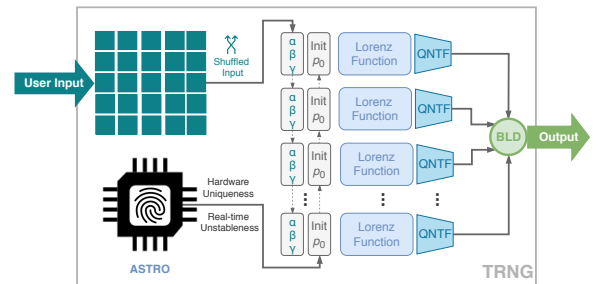 User Input
Shuffled
Input
α
β
γ
Init
p0
Lorenz
Function
QNTF
α
β
γ
Init
p0
Lorenz
Function
QNTF
BLD
Output
α
β
γ
Init
p0
Lorenz
Function
QNTF
Hardware
Uniqueness
Real-time
Unstableness
α
β
γ
Init
p0
Lorenz
Function
QNTF
ASTRO
TRNG